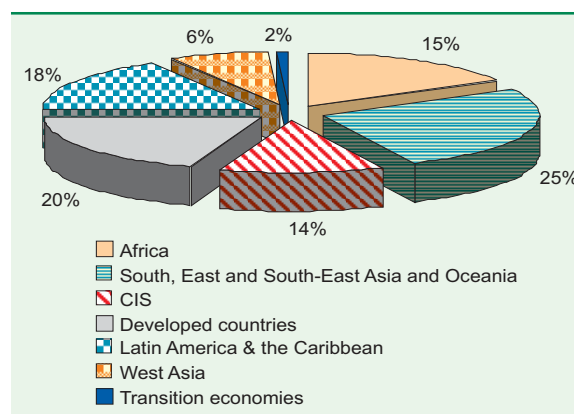 6%
2%
15%
18%
25%
20%
14%
Africa
South, East and South-East Asia and Oceania
CIS
Developed countries
Latin America & the Caribbean
West Asia
Transition economies